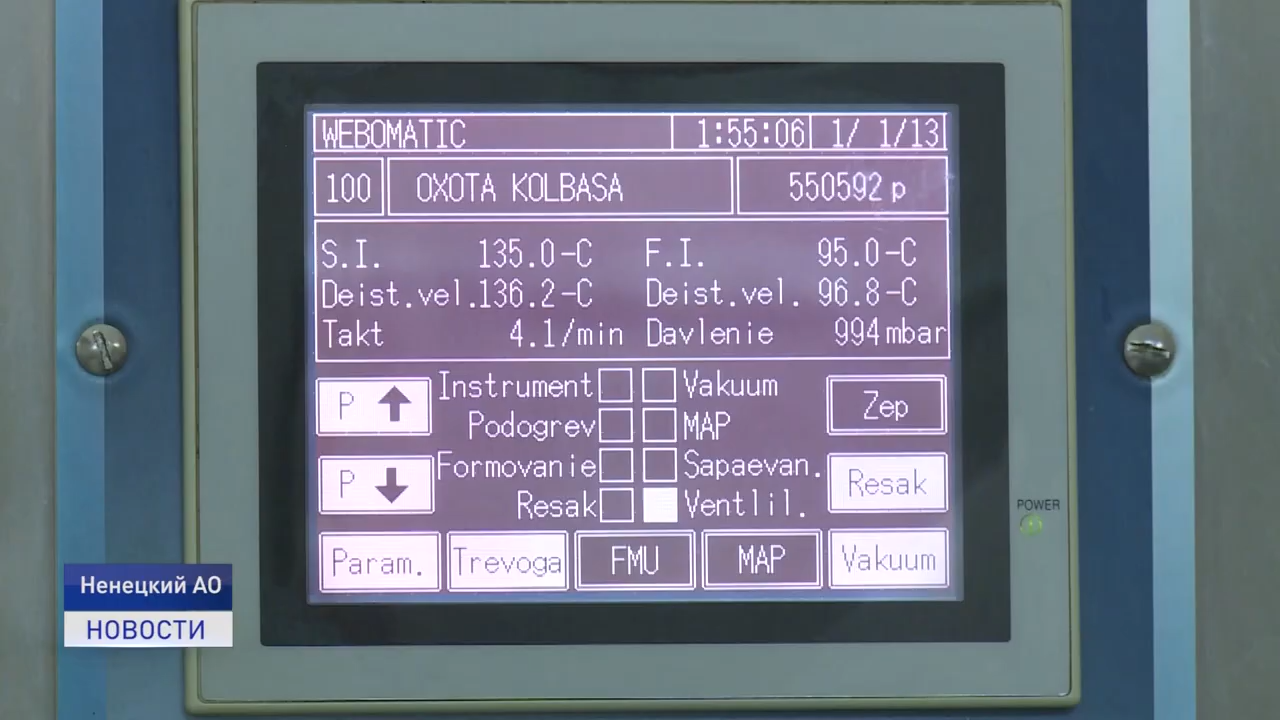 WEBOMATIC 1:55:06 1/ 1/13
100 OXOTA KOLBASA 550592 p
S.I. 135.0-C F.I. 95.0-C
Deist.vel.136.2-C Deist.vel. 96.8-C
Takt 4.1/min Davlenie 994mbar
P Instrument Vakuum Zep
Podogrev MAP
P Formovanie Sapaevan. Resak
Resak Ventlil.
Param. Trevoga FMU MAP Vakuum
POWER
Ненецкий АО
НОВОСТИ